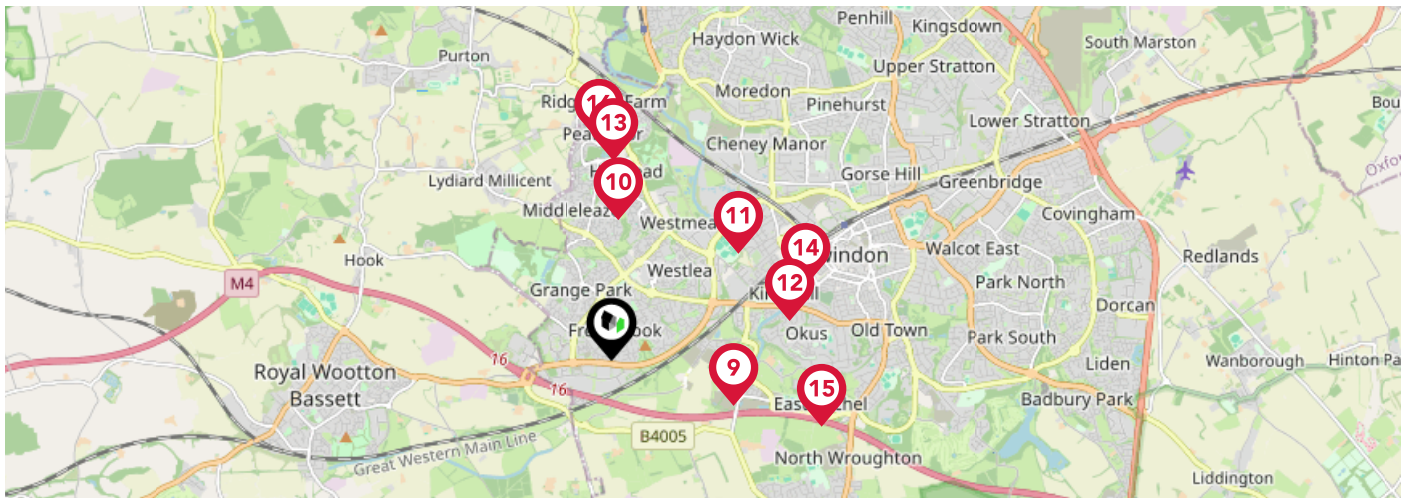 Penhill
Kingsdown
Haydon Wick
South Marston
Purton
Upper Stratton
Moredon
Pinehurst
Farm
13
Lower Stratton
Cheney Manor
10
Lydiard Millicent
Gorse Hill
Greenbridge
11
Covingham
14
Walcot East
Redlands
Hook
Westlea
M4
12
Park North
Grange Park
Dorcan
Okus
Old Town
Park South
16
9
Liden
Wanborough
Royal Wootton
Bassett
16
15
Badbury Park
B4005
Great Western Main Line
North Wroughton
Liddington